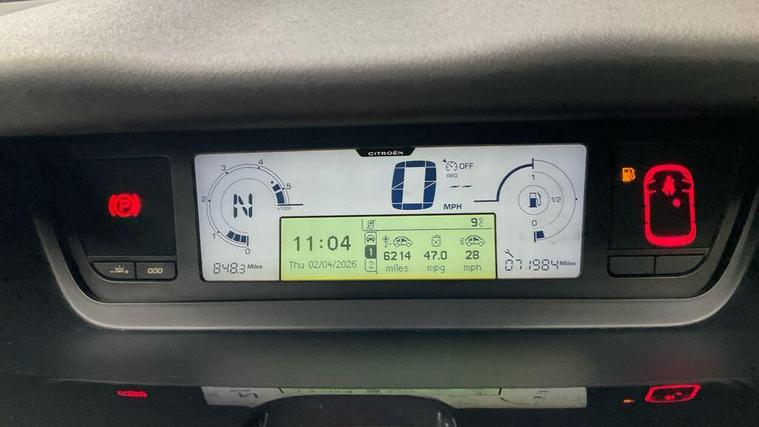 CITROËN
4
3
5
2
x1000
1
0
N
0
MPH
OFF
REG
--
1
1/2
0
P
11:04
Thu 02/04/2026
9°C
1
2
6214
miles
47.0
mpg
28
mph
848.3 Miles
071984 Miles
000